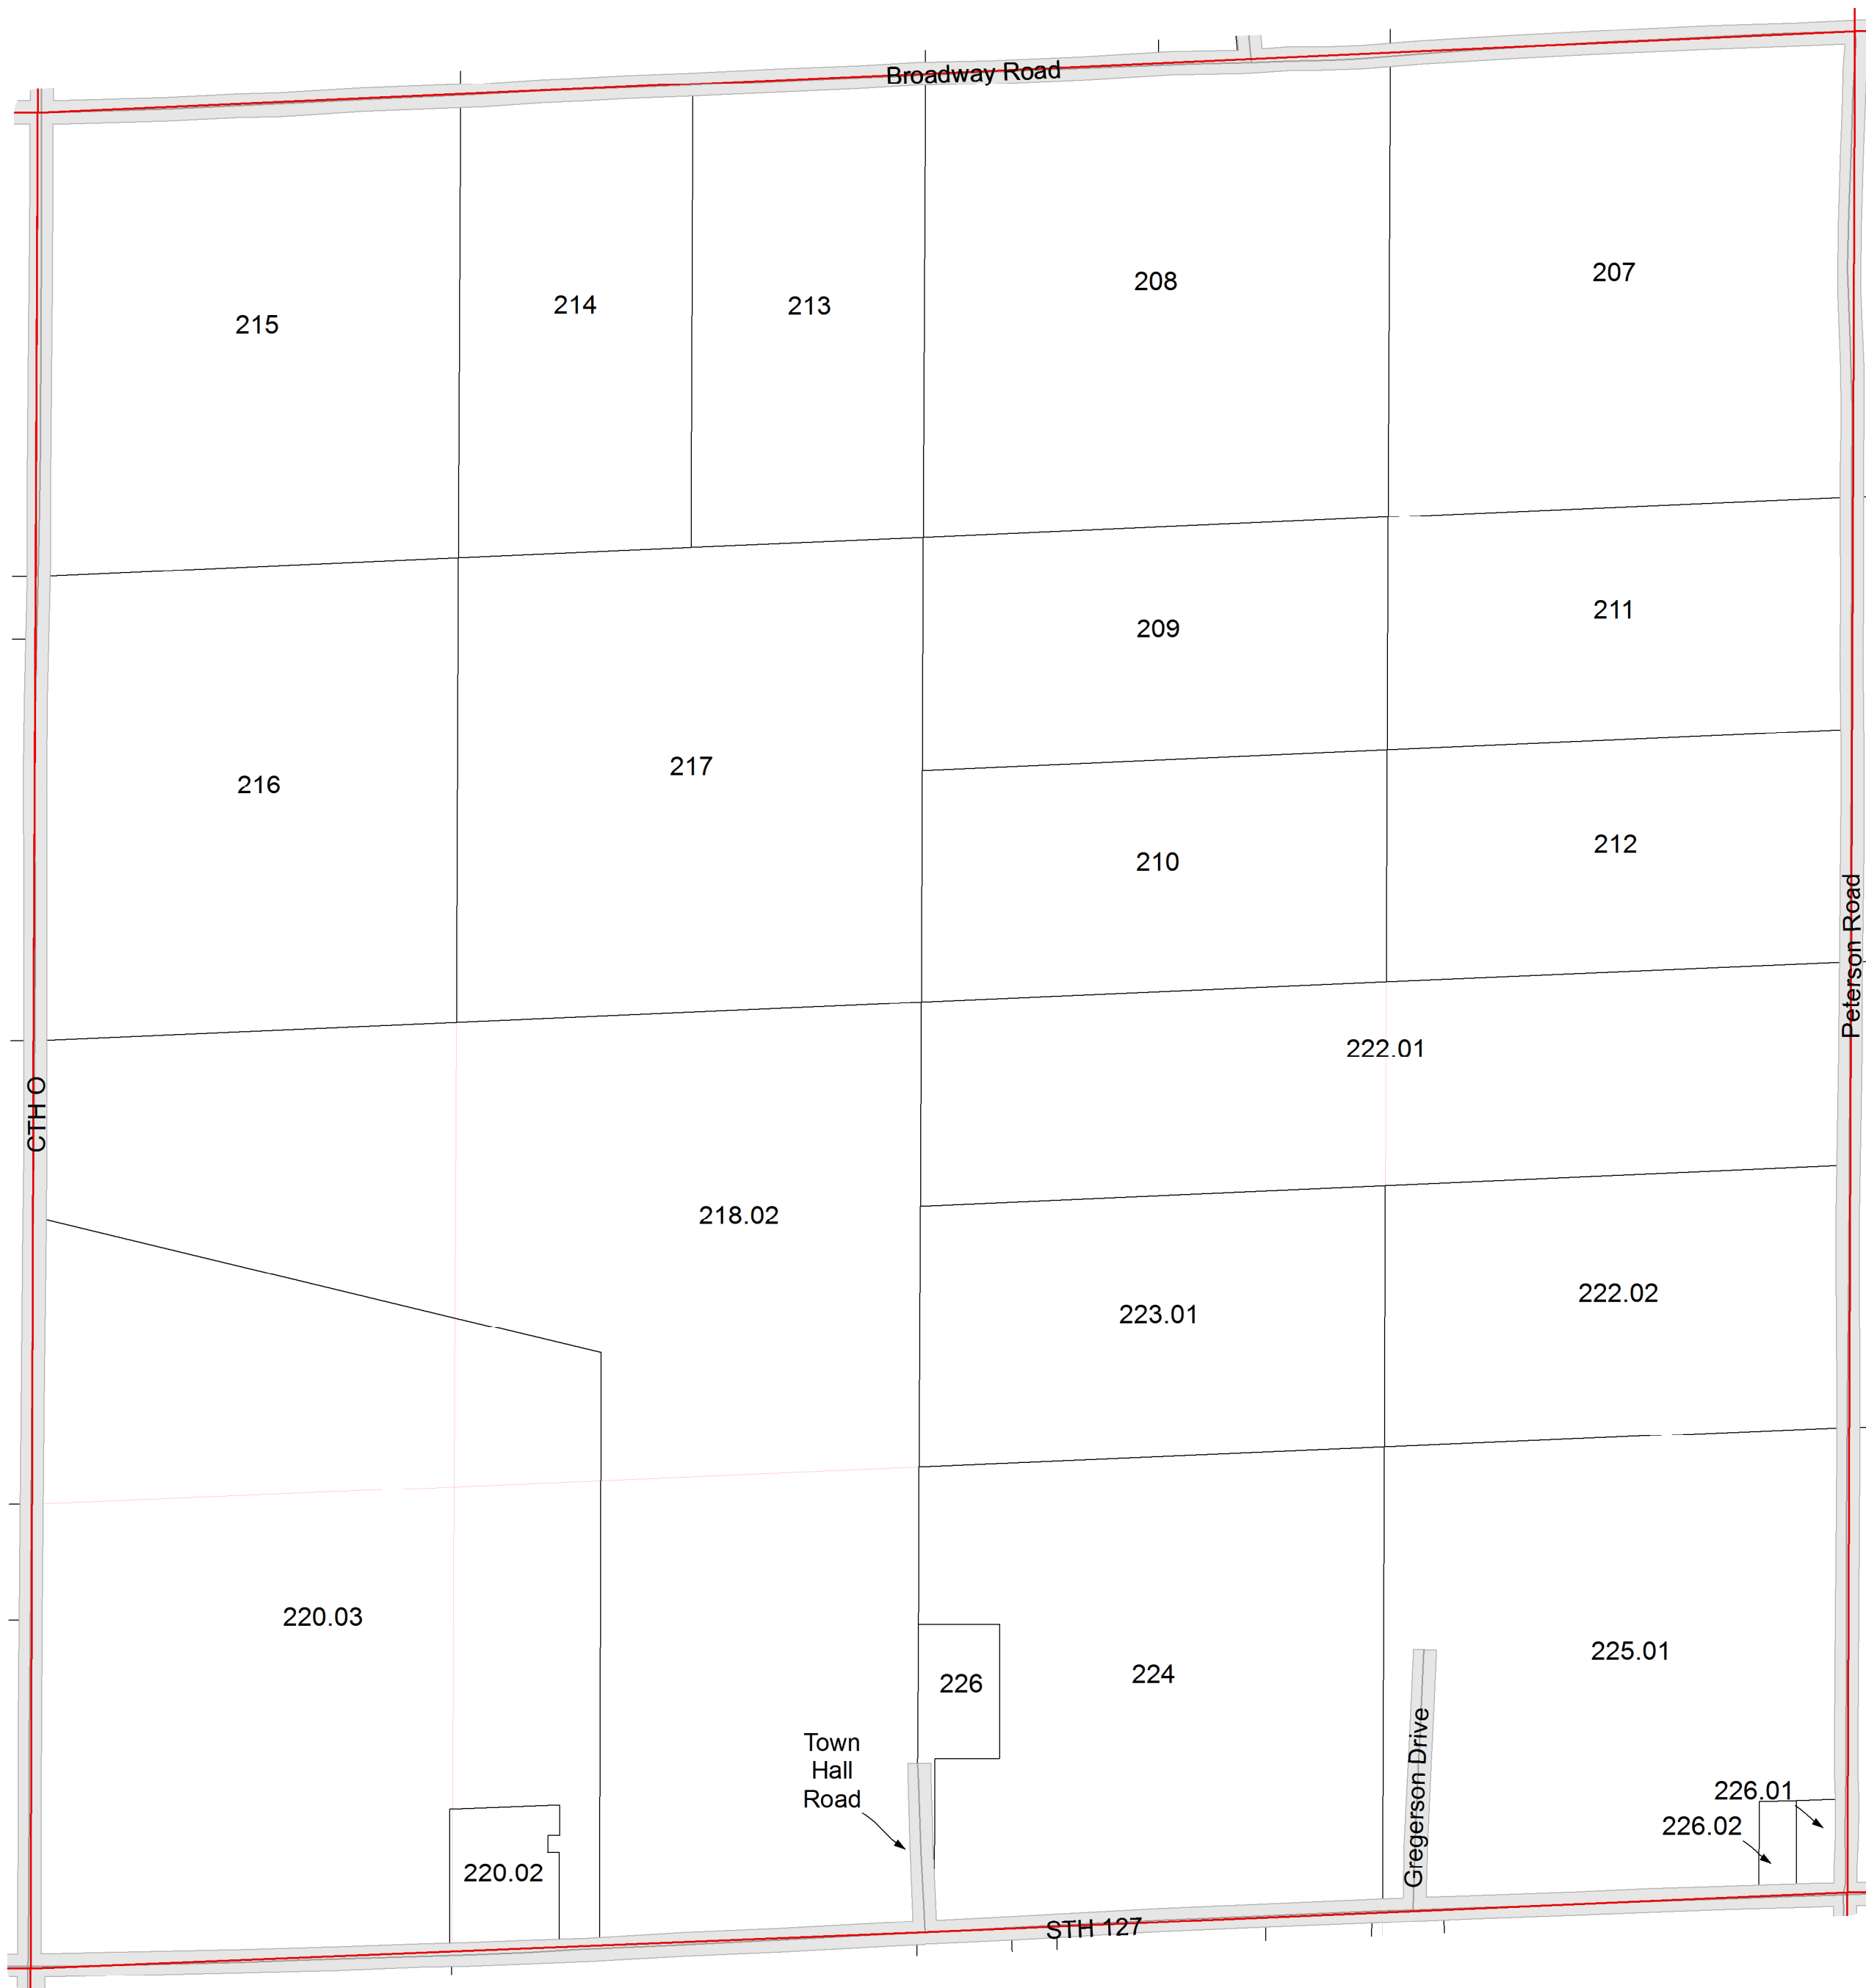 Broadway Road
207
208
215
214
213
211
209
217
216
212
210
Peterson Road
222.01
CTH O
218.02
222.02
223.01
220.03
225.01
224
226
Town
Hall
Road
Gregerson Drive
226.01
226.02
220.02
STH 127